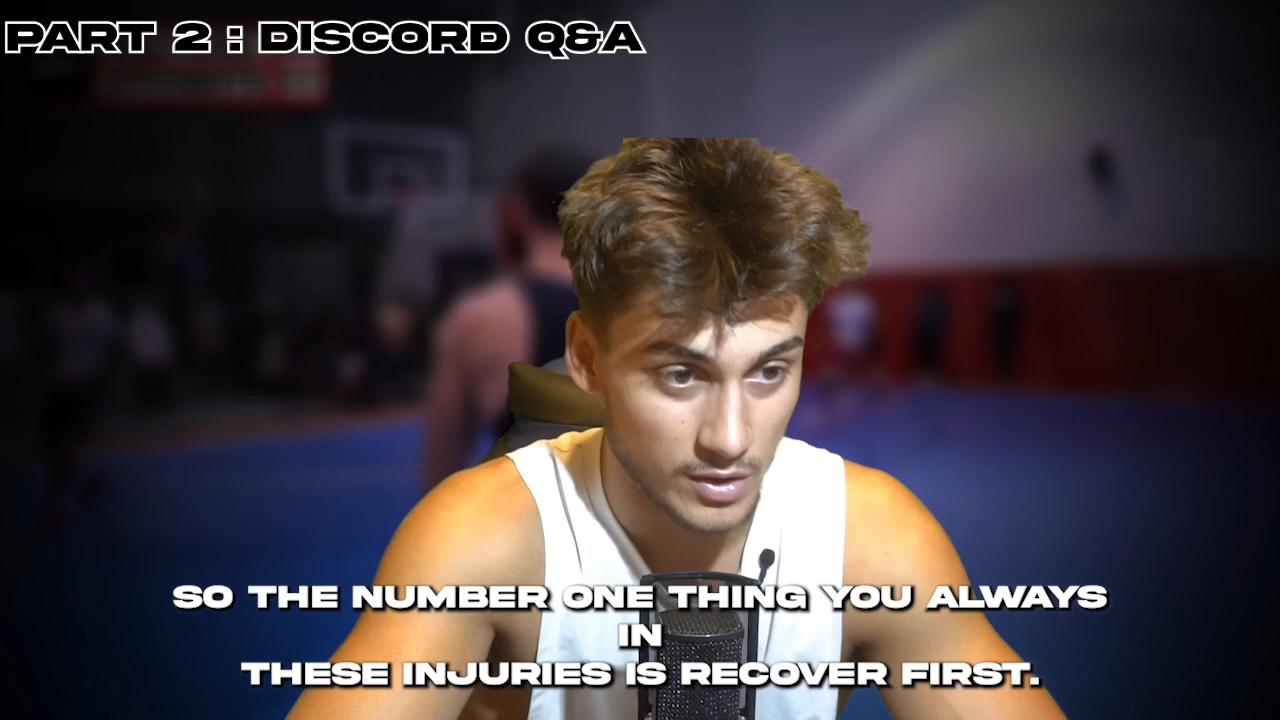 PART 2 : DISCORD Q&A
SO THE NUMBER ONE THING YOU ALWAYS
IN
THESE INJURIES IS RECOVER FIRST.